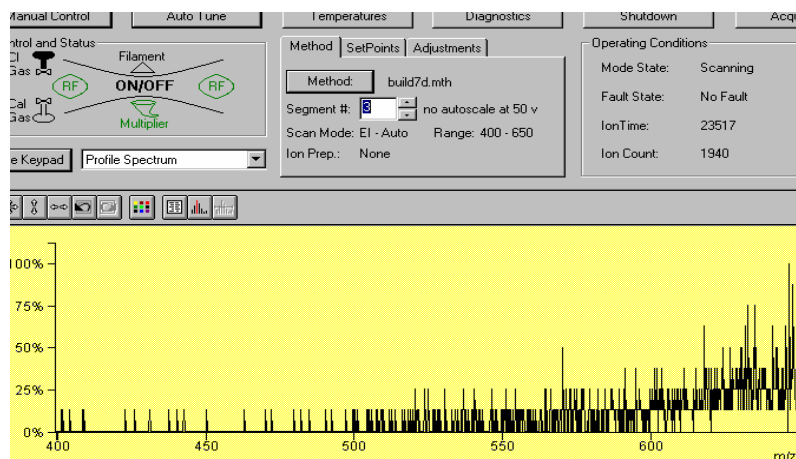 Manual Control Auto Tune Temperatures Diagnostics Shutdown
Control and Status
CI
Gas
Filament
RF ON/OFF RF
Cal
Gas
Multiplier
Keypad Profile Spectrum
Method SetPoints Adjustments
Method: build7d.mth
Segment #: 3 no autoscale at 50 v
Scan Mode: EI - Auto Range: 400 - 650
Ion Prep.: None
Operating Conditions
Mode State: Scanning
Fault State: No Fault
IonTime: 23517
Ion Count: 1940
100%
75%
50%
25%
0%
400 450 500 550 600
m/z